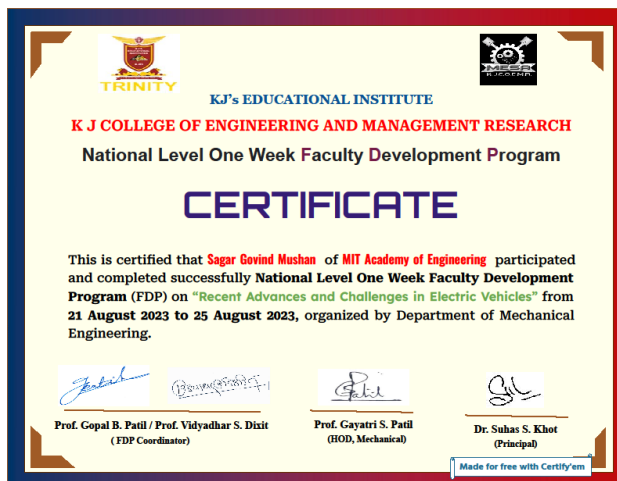 TRINITY
MESA
K.J.C.O.E.M.R.
KJ's EDUCATIONAL INSTITUTE
K J COLLEGE OF ENGINEERING AND MANAGEMENT RESEARCH
National Level One Week Faculty Development Program
CERTIFICATE
This is certified that Sagar Govind Mushan of MIT Academy of Engineering participated
and completed successfully National Level One Week Faculty Development
Program (FDP) on “Recent Advances and Challenges in Electric Vehicles” from
21 August 2023 to 25 August 2023, organized by Department of Mechanical
Engineering.
Prof. Gopal B. Patil / Prof. Vidyadhar S. Dixit
( FDP Coordinator)
Prof. Gayatri S. Patil
(HOD, Mechanical)
Dr. Suhas S. Khot
(Principal)
Made for free with Certify'em